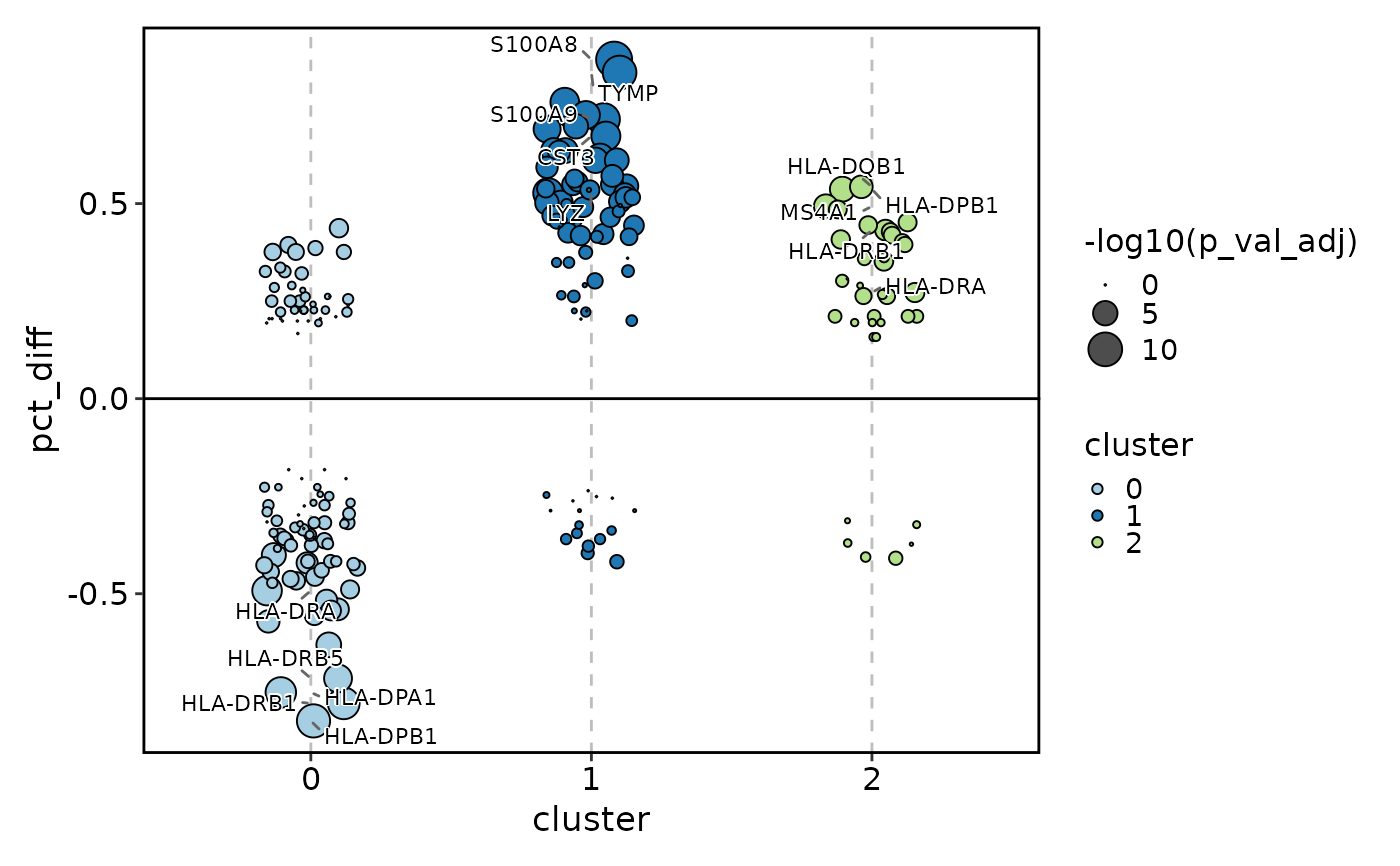 S100A8
TYMP
S100A9
CST3
LYZ
HLA-DQB1
HLA-DPB1
MS4A1
HLA-DRB1
HLA-DRA
HLA-DRA
HLA-DRB5
HLA-DRB1
HLA-DPA1
HLA-DPB1
0.5
0.0
-0.5
pct_diff
0 1 2
cluster
-log10(p_val_adj)
0
5
10
cluster
0
1
2